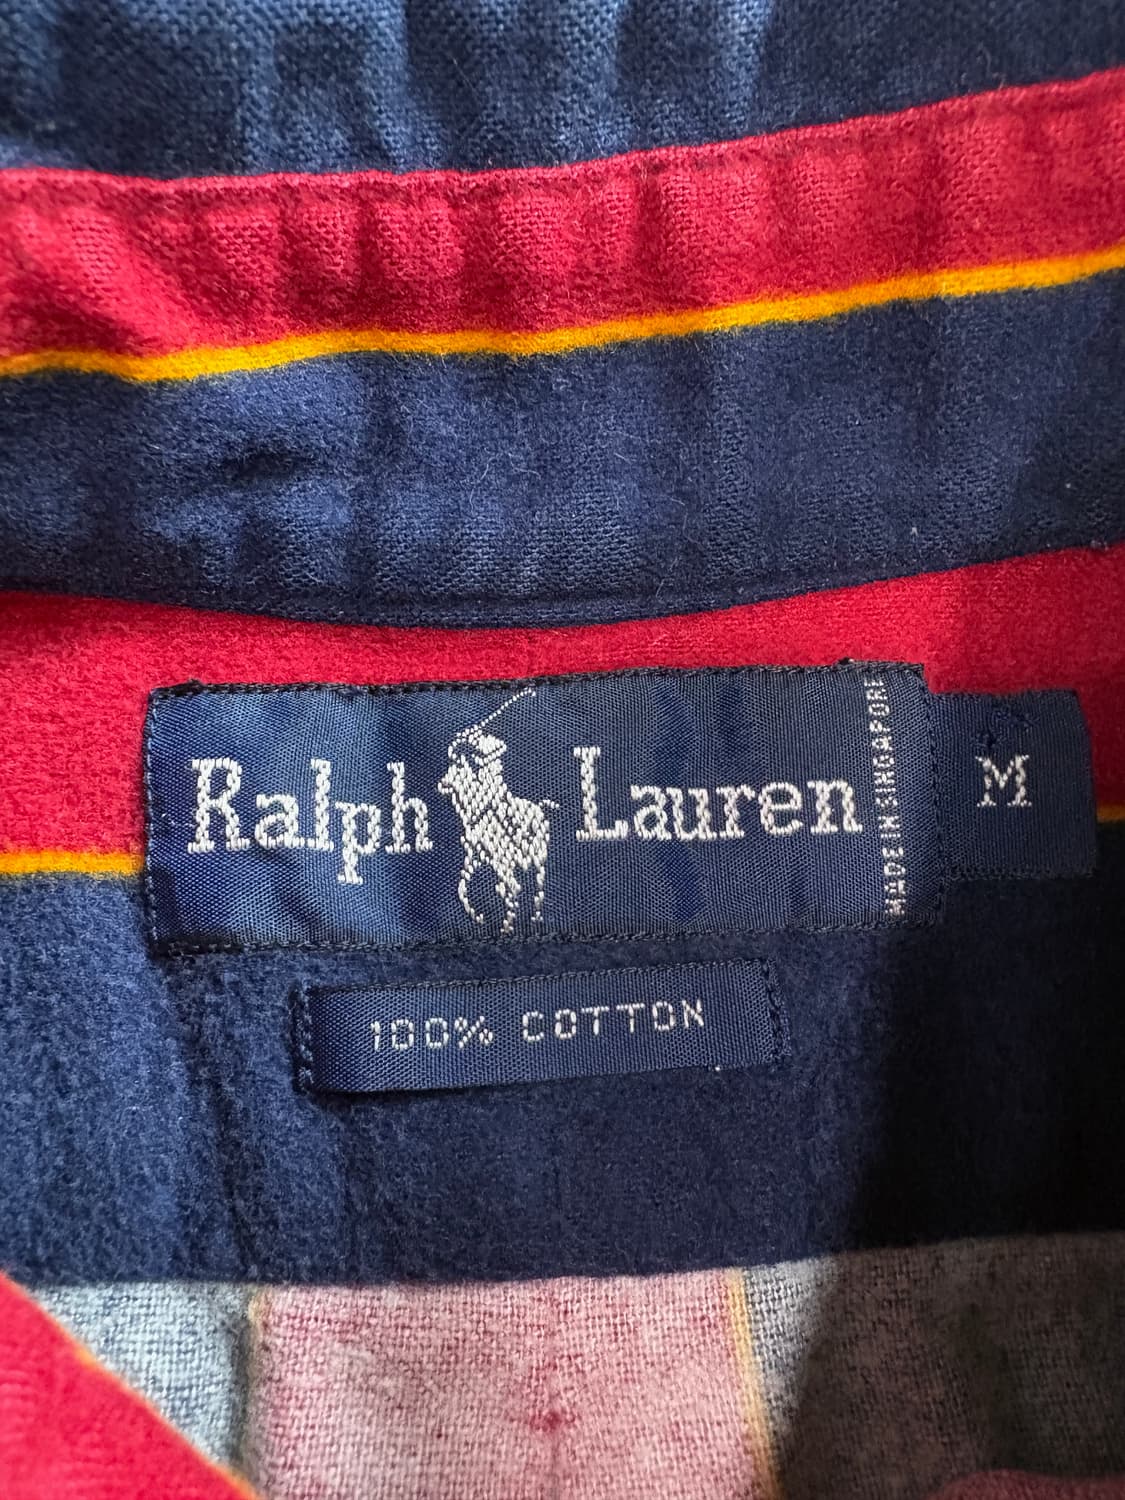 Ralph Lauren
MADE IN SINGAPORE
M
100% COTTON